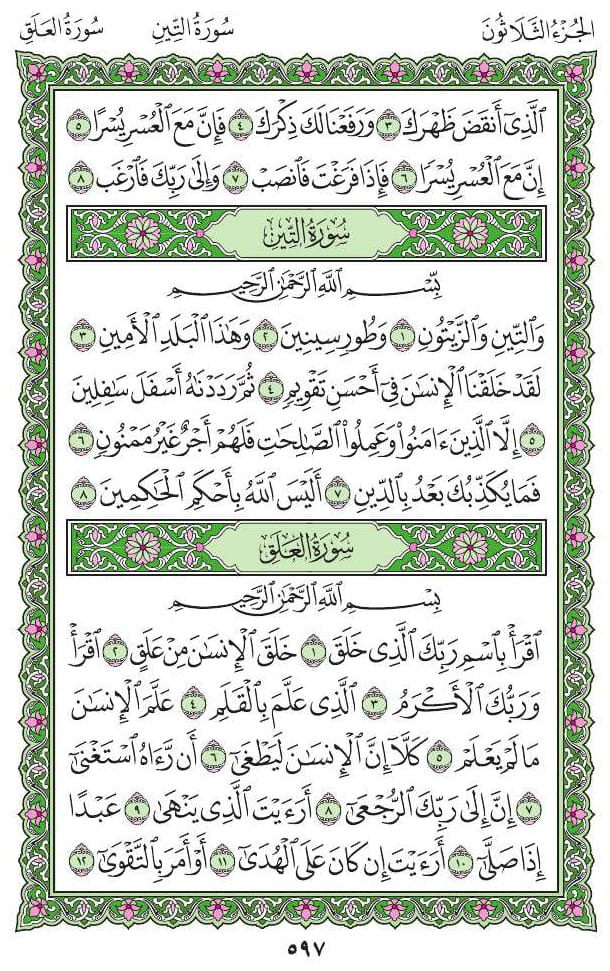 الجُزْءُ الثَّلَاثُونَ سُورَةُ التِّينِ سُورَةُ العَلَقِ
ٱلَّذِىٓ أَنقَضَ ظَهْرَكَ ٣ وَرَفَعْنَا لَكَ ذِكْرَكَ ٤ فَإِنَّ مَعَ ٱلْعُسْرِ يُسْرًا ٥
إِنَّ مَعَ ٱلْعُسْرِ يُسْرًا ٦ فَإِذَا فَرَغْتَ فَٱنصَبْ ٧ وَإِلَىٰ رَبِّكَ فَٱرْغَب ٨
سُورَةُ التِّينِ
بِسْمِ ٱللَّهِ ٱلرَّحْمَٰنِ ٱلرَّحِيمِ
وَٱلتِّينِ وَٱلزَّيْتُونِ ١ وَطُورِ سِينِينَ ٢ وَهَٰذَا ٱلْبَلَدِ ٱلْأَمِينِ ٣
لَقَدْ خَلَقْنَا ٱلْإِنسَٰنَ فِىٓ أَحْسَنِ تَقْوِيمٍ ٤ ثُمَّ رَدَدْنَٰهُ أَسْفَلَ سَٰفِلِينَ
٥ إِلَّا ٱلَّذِينَ ءَامَنُوا۟ وَعَمِلُوا۟ ٱلصَّٰلِحَٰتِ فَلَهُمْ أَجْرٌ غَيْرُ مَمْنُونٍ ٦
فَمَا يُكَذِّبُكَ بَعْدُ بِٱلدِّينِ ٧ أَلَيْسَ ٱللَّهُ بِأَحْكَمِ ٱلْحَٰكِمِينَ ٨
سُورَةُ العَلَقِ
بِسْمِ ٱللَّهِ ٱلرَّحْمَٰنِ ٱلرَّحِيمِ
ٱقْرَأْ بِٱسْمِ رَبِّكَ ٱلَّذِى خَلَقَ ١ خَلَقَ ٱلْإِنسَٰنَ مِنْ عَلَقٍ ٢ ٱقْرَأْ
وَرَبُّكَ ٱلْأَكْرَمُ ٣ ٱلَّذِى عَلَّمَ بِٱلْقَلَمِ ٤ عَلَّمَ ٱلْإِنسَٰنَ
مَا لَمْ يَعْلَمْ ٥ كَلَّآ إِنَّ ٱلْإِنسَٰنَ لَيَطْغَىٰٓ ٦ أَن رَّءَاهُ ٱسْتَغْنَىٰٓ
٧ إِنَّ إِلَىٰ رَبِّكَ ٱلرُّجْعَىٰٓ ٨ أَرَءَيْتَ ٱلَّذِى يَنْهَىٰ ٩ عَبْدًا
إِذَا صَلَّىٰٓ ١٠ أَرَءَيْتَ إِن كَانَ عَلَى ٱلْهُدَىٰٓ ١١ أَوْ أَمَرَ بِٱلتَّقْوَىٰٓ ١٢
٥٩٧